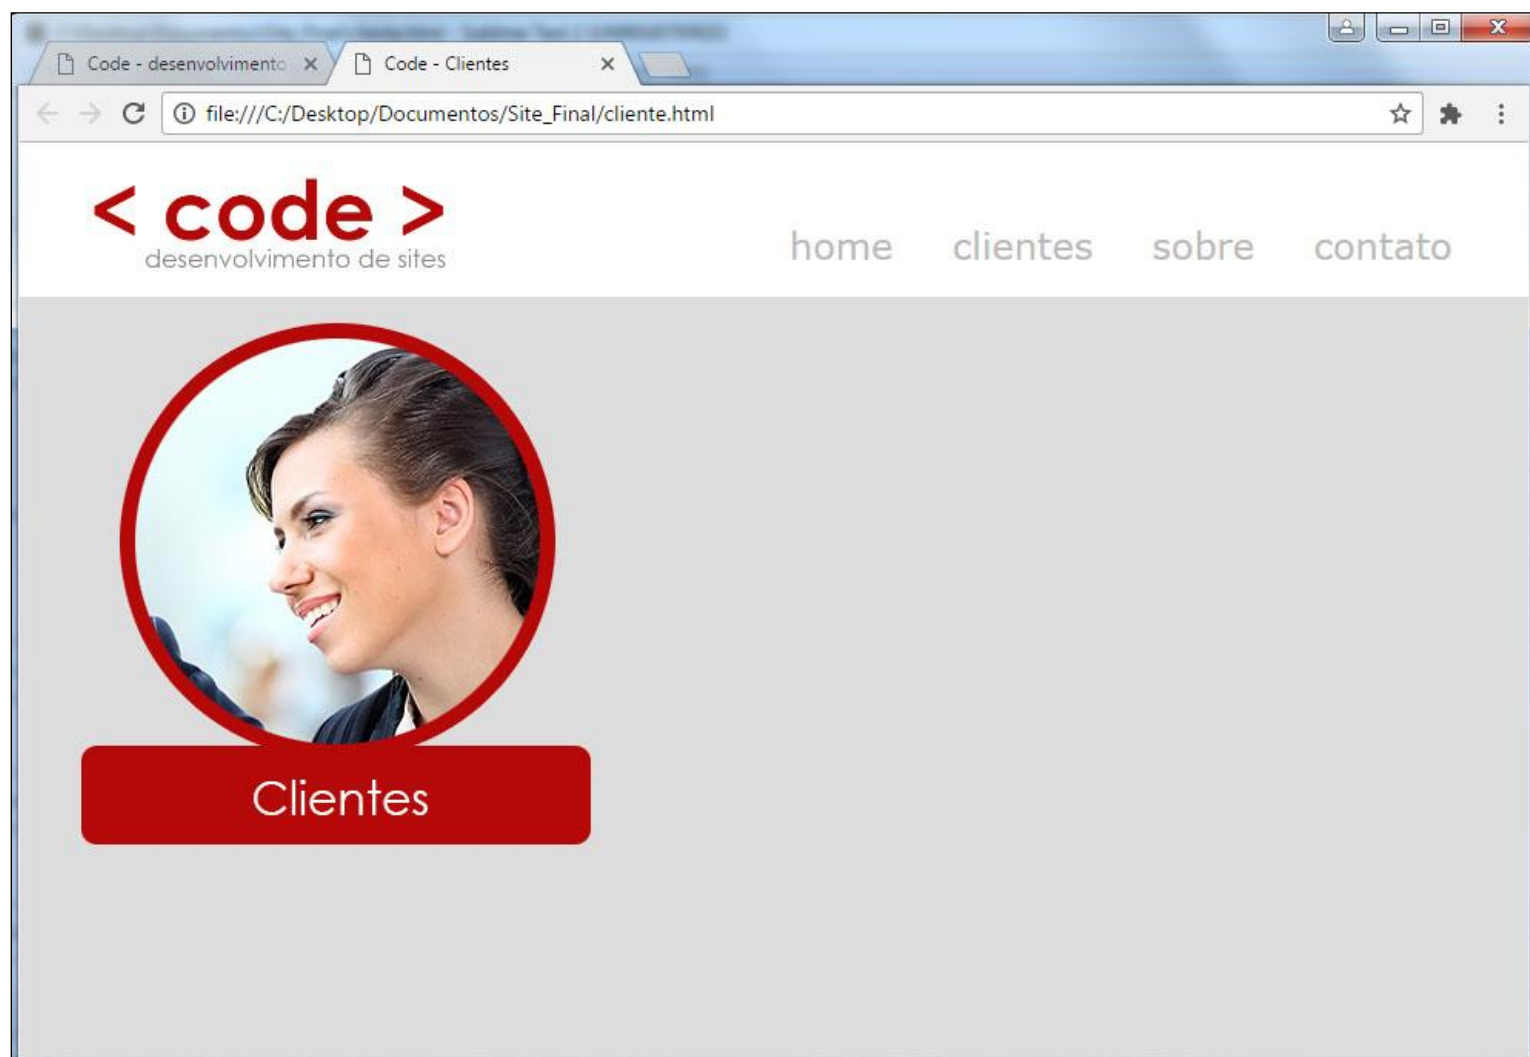 Code - desenvolvimento
Code - Clientes
file:///C:/Desktop/Documentos/Site_Final/cliente.html
< code >
desenvolvimento de sites
home clientes sobre contato
Clientes